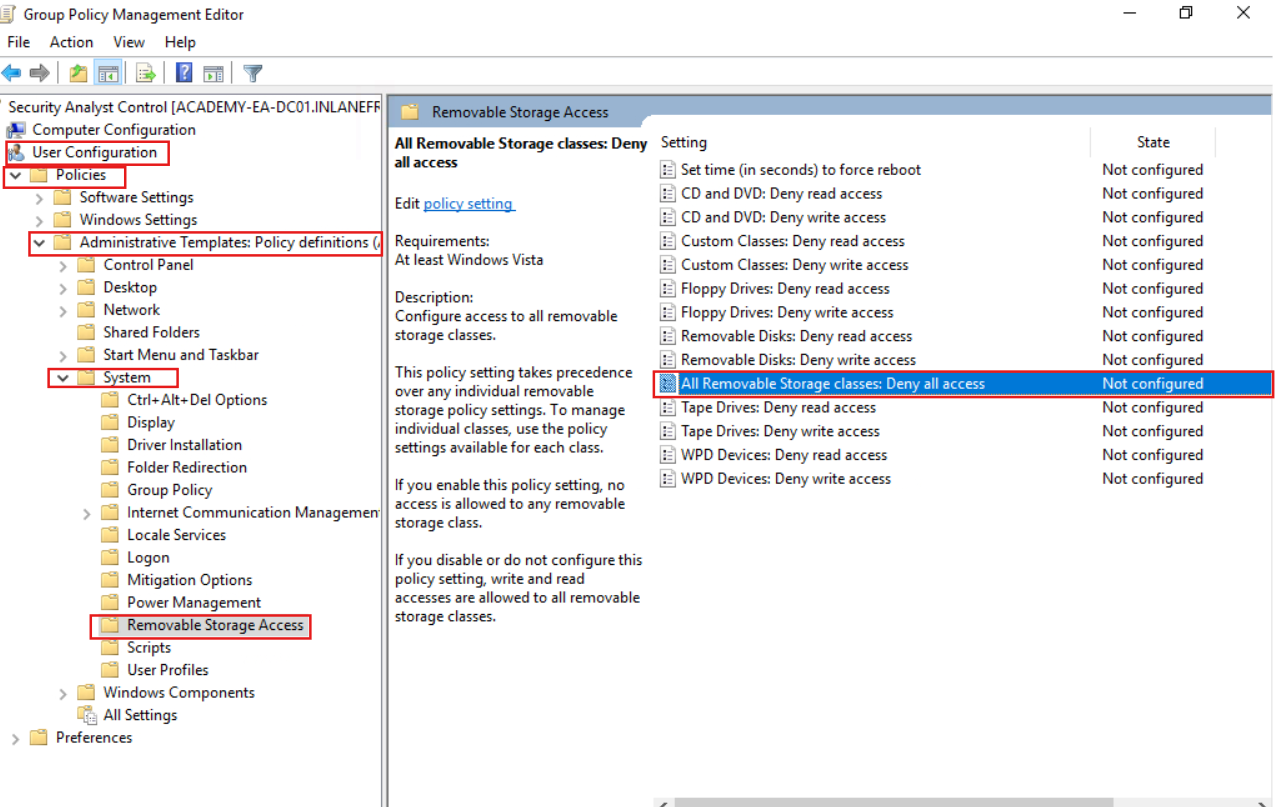 Group Policy Management Editor
File Action View Help
Security Analyst Control [ACADEMY-EA-DC01.INLANEFR
Computer Configuration
User Configuration
Policies
Software Settings
Windows Settings
Administrative Templates: Policy definitions (
Control Panel
Desktop
Network
Shared Folders
Start Menu and Taskbar
System
Ctrl+Alt+Del Options
Display
Driver Installation
Folder Redirection
Group Policy
Internet Communication Managemen
Locale Services
Logon
Mitigation Options
Power Management
Removable Storage Access
Scripts
User Profiles
Windows Components
All Settings
Preferences
Removable Storage Access
All Removable Storage classes: Deny
all access
Edit policy setting
Requirements:
At least Windows Vista
Description:
Configure access to all removable
storage classes.
This policy setting takes precedence
over any individual removable
storage policy settings. To manage
individual classes, use the policy
settings available for each class.
If you enable this policy setting, no
access is allowed to any removable
storage class.
If you disable or do not configure this
policy setting, write and read
accesses are allowed to all removable
storage classes.
Setting State
Set time (in seconds) to force reboot Not configured
CD and DVD: Deny read access Not configured
CD and DVD: Deny write access Not configured
Custom Classes: Deny read access Not configured
Custom Classes: Deny write access Not configured
Floppy Drives: Deny read access Not configured
Floppy Drives: Deny write access Not configured
Removable Disks: Deny read access Not configured
Removable Disks: Deny write access Not configured
All Removable Storage classes: Deny all access Not configured
Tape Drives: Deny read access Not configured
Tape Drives: Deny write access Not configured
WPD Devices: Deny read access Not configured
WPD Devices: Deny write access Not configured